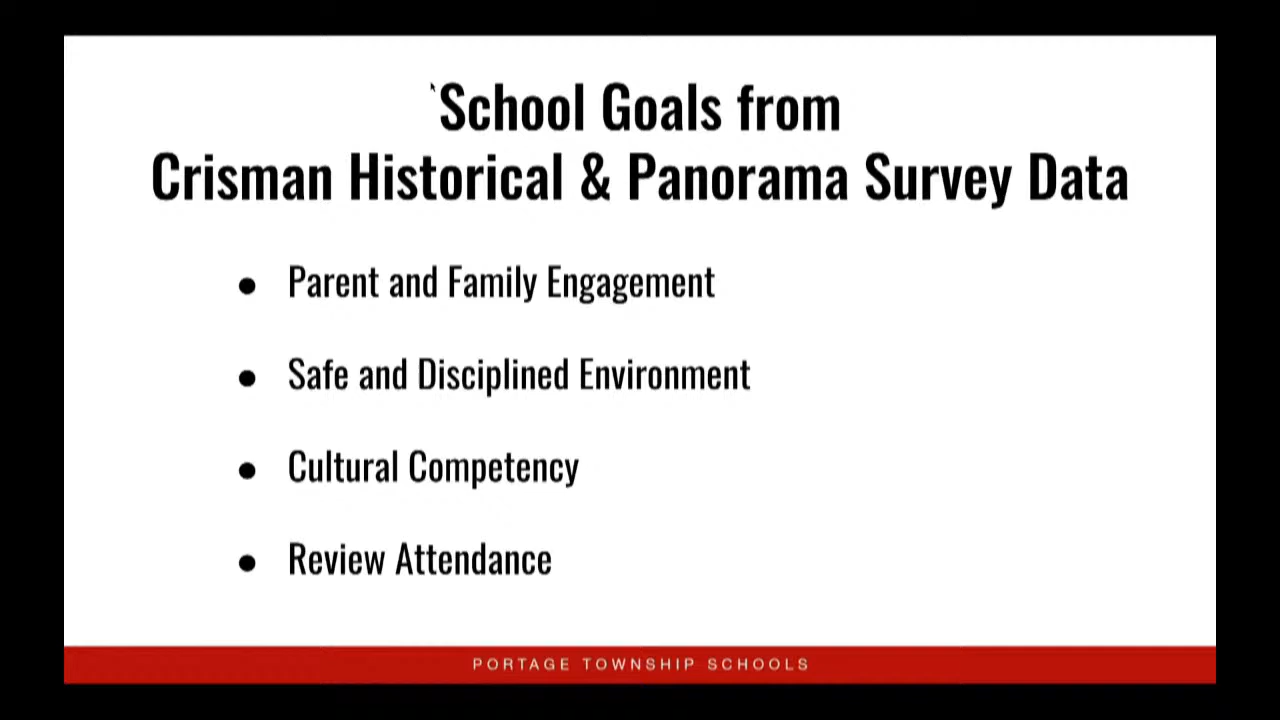 `School Goals from
Crisman Historical & Panorama Survey Data
● Parent and Family Engagement
● Safe and Disciplined Environment
● Cultural Competency
● Review Attendance
PORTAGE TOWNSHIP SCHOOLS